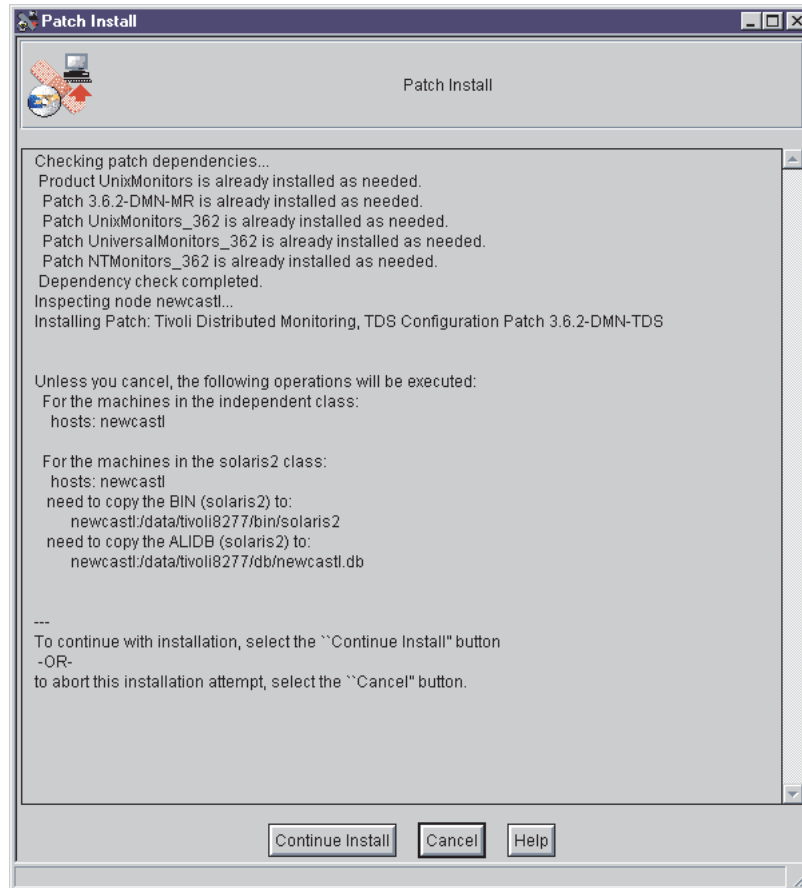 Patch Install
Patch Install
Checking patch dependencies...
Product UnixMonitors is already installed as needed.
Patch 3.6.2-DMN-MR is already installed as needed.
Patch UnixMonitors_362 is already installed as needed.
Patch UniversalMonitors_362 is already installed as needed.
Patch NTMonitors_362 is already installed as needed.
Dependency check completed.
Inspecting node newcastl...
Installing Patch: Tivoli Distributed Monitoring, TDS Configuration Patch 3.6.2-DMN-TDS
Unless you cancel, the following operations will be executed:
For the machines in the independent class:
hosts: newcastl
For the machines in the solaris2 class:
hosts: newcastl
need to copy the BIN (solaris2) to:
newcastl:/data/tivoli8277/bin/solaris2
need to copy the ALIDB (solaris2) to:
newcastl:/data/tivoli8277/db/newcastl.db
---
To continue with installation, select the ``Continue Install'' button
-OR-
to abort this installation attempt, select the ``Cancel'' button.
Continue Install Cancel Help